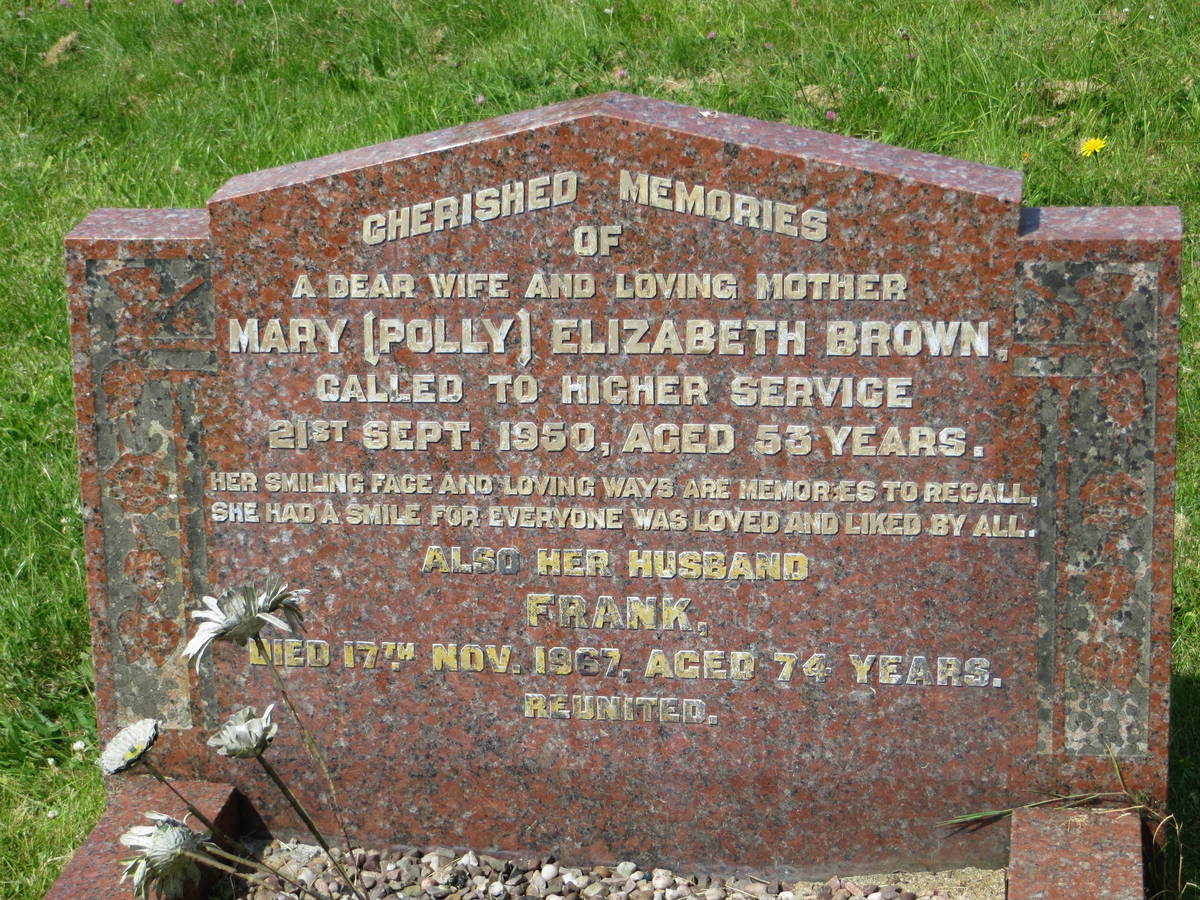 CHERISHED MEMORIES
OF
A DEAR WIFE AND LOVING MOTHER
MARY (POLLY) ELIZABETH BROWN,
CALLED TO HIGHER SERVICE
21ST SEPT. 1950, AGED 53 YEARS.
HER SMILING FACE AND LOVING WAYS ARE MEMORIES TO RECALL,
SHE HAD A SMILE FOR EVERYONE WAS LOVED AND LIKED BY ALL.
ALSO HER HUSBAND
FRANK,
DIED 17TH NOV. 1967, AGED 74 YEARS.
REUNITED.